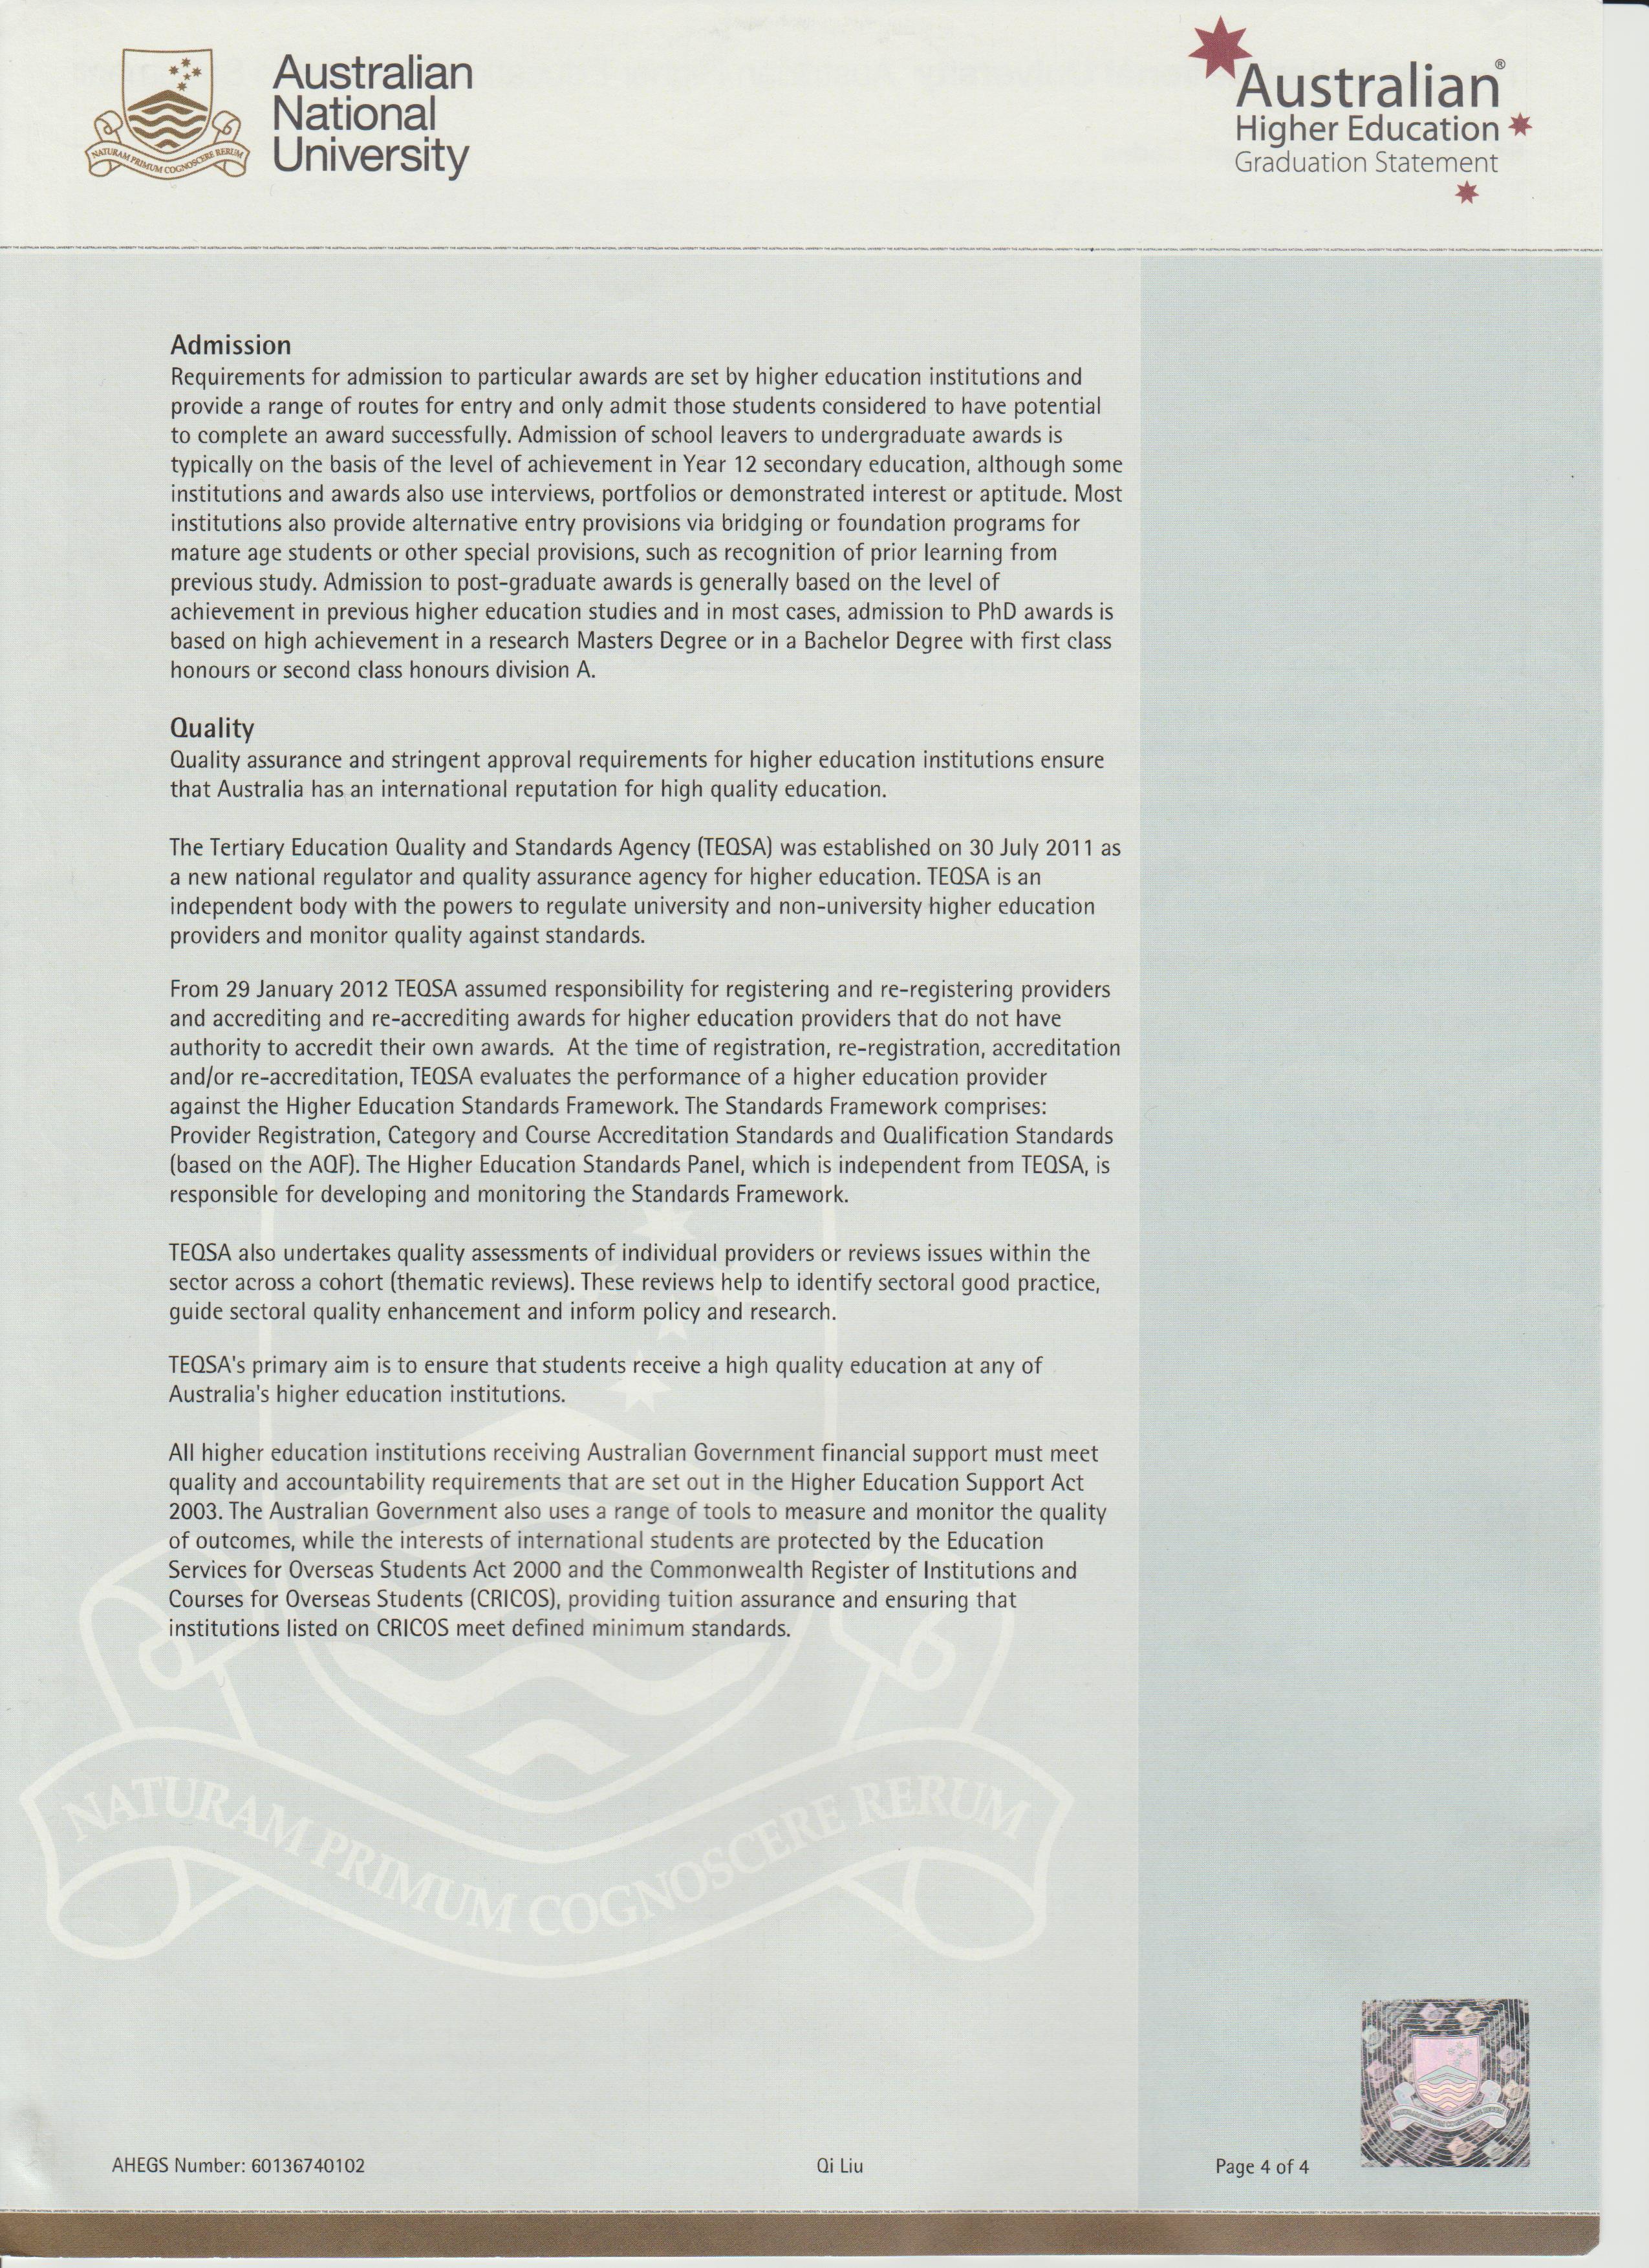 Australian
National
University
NATURAM PRIMUM COGNOSCERE RERUM
Australian®
Higher Education
Graduation Statement
Admission
Requirements for admission to particular awards are set by higher education institutions and
provide a range of routes for entry and only admit those students considered to have potential
to complete an award successfully. Admission of school leavers to undergraduate awards is
typically on the basis of the level of achievement in Year 12 secondary education, although some
institutions and awards also use interviews, portfolios or demonstrated interest or aptitude. Most
institutions also provide alternative entry provisions via bridging or foundation programs for
mature age students or other special provisions, such as recognition of prior learning from
previous study. Admission to post-graduate awards is generally based on the level of
achievement in previous higher education studies and in most cases, admission to PhD awards is
based on high achievement in a research Masters Degree or in a Bachelor Degree with first class
honours or second class honours division A.
Quality
Quality assurance and stringent approval requirements for higher education institutions ensure
that Australia has an international reputation for high quality education.
The Tertiary Education Quality and Standards Agency (TEQSA) was established on 30 July 2011 as
a new national regulator and quality assurance agency for higher education. TEQSA is an
independent body with the powers to regulate university and non-university higher education
providers and monitor quality against standards.
From 29 January 2012 TEQSA assumed responsibility for registering and re-registering providers
and accrediting and re-accrediting awards for higher education providers that do not have
authority to accredit their own awards. At the time of registration, re-registration, accreditation
and/or re-accreditation, TEQSA evaluates the performance of a higher education provider
against the Higher Education Standards Framework. The Standards Framework comprises:
Provider Registration, Category and Course Accreditation Standards and Qualification Standards
(based on the AQF). The Higher Education Standards Panel, which is independent from TEQSA, is
responsible for developing and monitoring the Standards Framework.
TEQSA also undertakes quality assessments of individual providers or reviews issues within the
sector across a cohort (thematic reviews). These reviews help to identify sectoral good practice,
guide sectoral quality enhancement and inform policy and research.
TEQSA's primary aim is to ensure that students receive a high quality education at any of
Australia's higher education institutions.
All higher education institutions receiving Australian Government financial support must meet
quality and accountability requirements that are set out in the Higher Education Support Act
2003. The Australian Government also uses a range of tools to measure and monitor the quality
of outcomes, while the interests of international students are protected by the Education
Services for Overseas Students Act 2000 and the Commonwealth Register of Institutions and
Courses for Overseas Students (CRICOS), providing tuition assurance and ensuring that
institutions listed on CRICOS meet defined minimum standards.
NATURAM PRIMUM COGNOSCERE RERUM
AHEGS Number: 60136740102
Qi Liu
Page 4 of 4